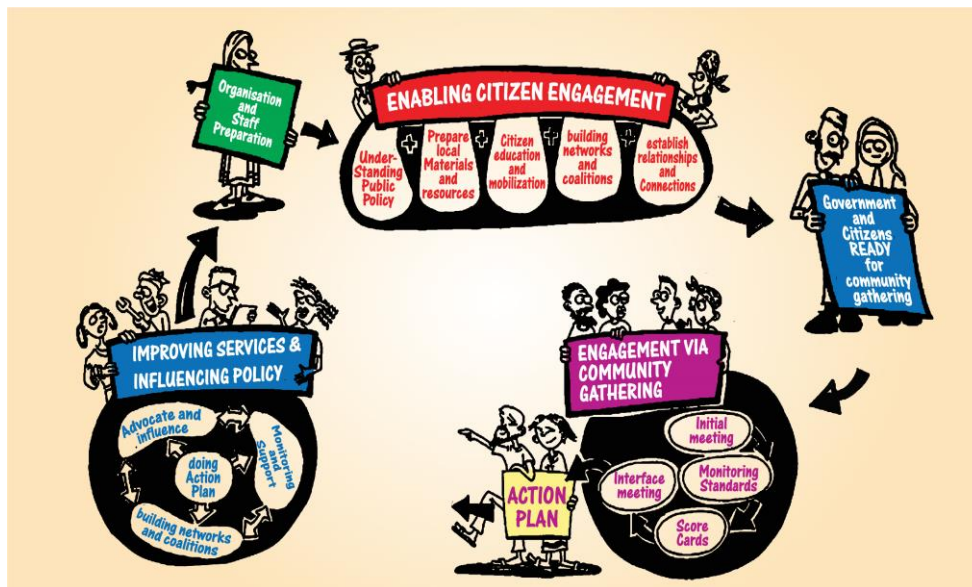 Organisation
and
Staff
Preparation
ENABLING CITIZEN ENGAGEMENT
Under-
Standing
Public
Policy
Prepare
local
Materials
and
resources
Citizen
education
and
mobilization
building
networks
and
coalitions
establish
relationships
and
Connections
Government
and
Citizens
READY
for
community
gathering
ENGAGEMENT VIA
COMMUNITY
GATHERING
Initial
meeting
Monitoring
Standards
Score
Cards
Interface
meeting
ACTION
PLAN
IMPROVING SERVICES &
INFLUENCING POLICY
Advocate and
influence
Monitoring
and
Support
doing
Action
Plan
building networks
and coalitions